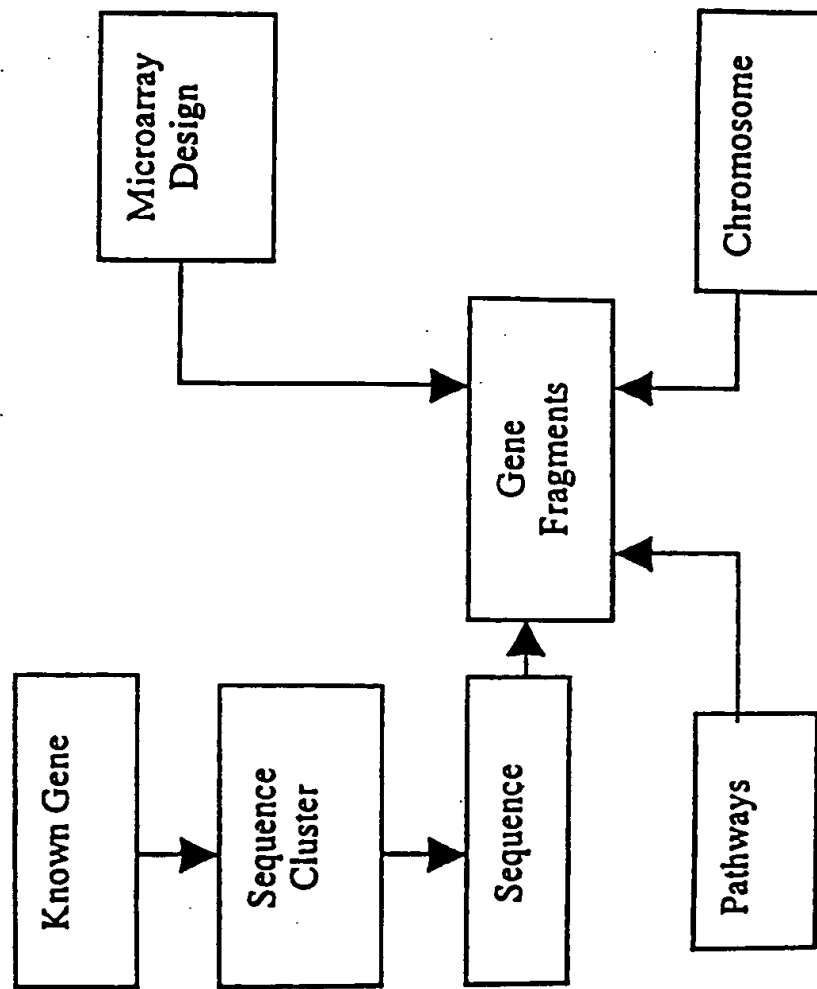 Known Gene
Sequence
Cluster
Sequence
Pathways
Gene
Fragments
Microarray
Design
Chromosome